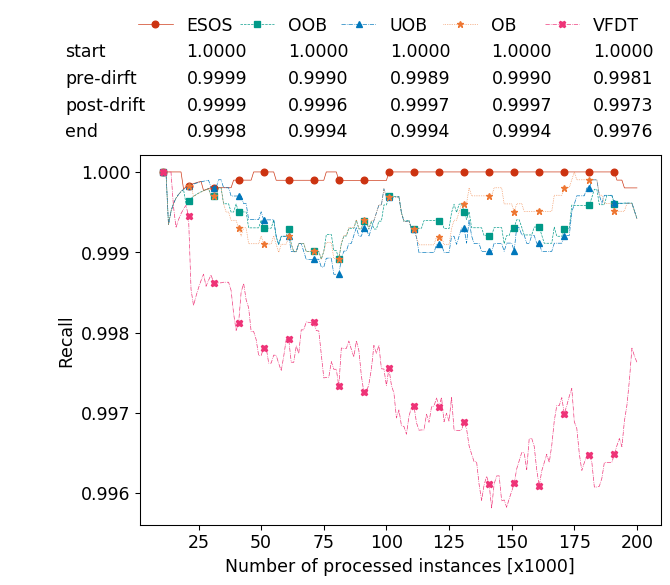 ESOS OOB UOB OB VFDT
start 1.0000 1.0000 1.0000 1.0000 1.0000
pre-dirft 0.9999 0.9990 0.9989 0.9990 0.9981
post-drift 0.9999 0.9996 0.9997 0.9997 0.9973
end 0.9998 0.9994 0.9994 0.9994 0.9976
1.000
0.999
0.998
0.997
0.996
Recall
25 50 75 100 125 150 175 200
Number of processed instances [x1000]